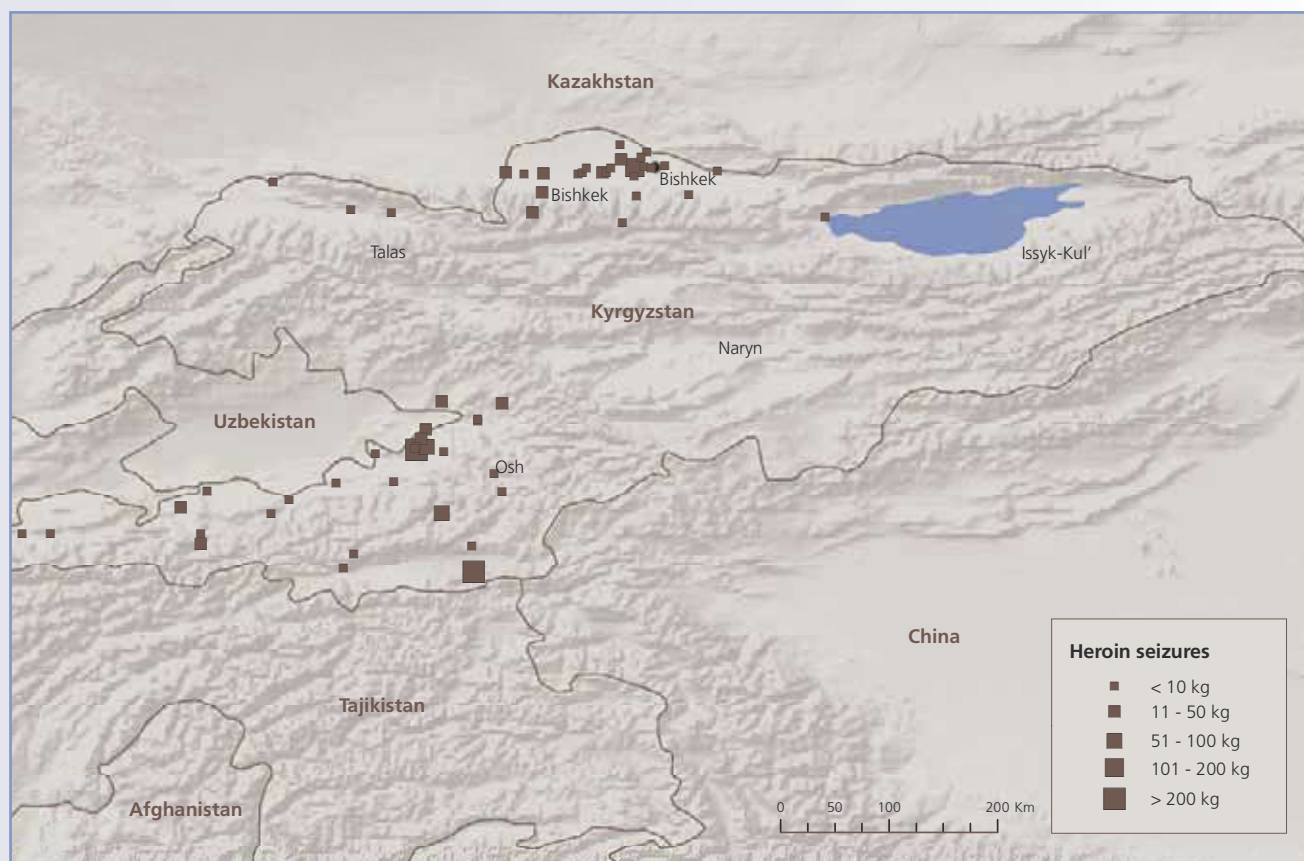 Kazakhstan
Bishkek
Bishkek
Talas
Issyk-Kul’
Kyrgyzstan
Naryn
Uzbekistan
Osh
China
Tajikistan
Afghanistan
Heroin seizures
< 10 kg
11 - 50 kg
51 - 100 kg
101 - 200 kg
> 200 kg
0 50 100 200 Km